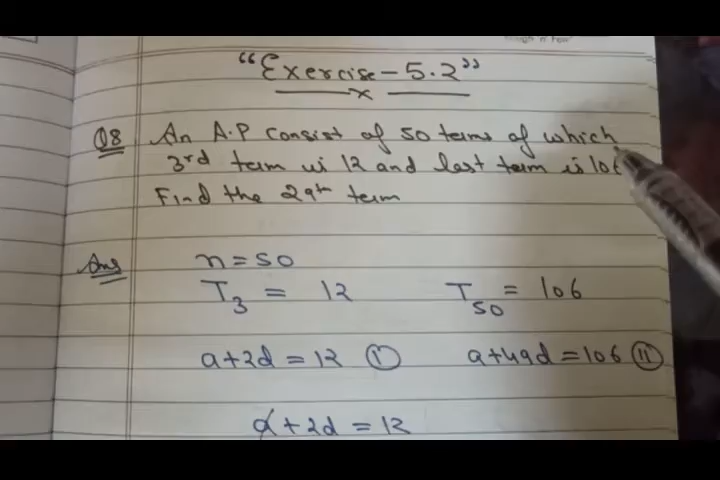 "Exercise-5.2"
Q8 An A.P consist of 50 terms of which
3rd term is 12 and last term is 106
Find the 29th term
Ans n = 50
T3 = 12 T50 = 106
a+2d = 12 (I) a+49d = 106 (II)
a+2d = 12